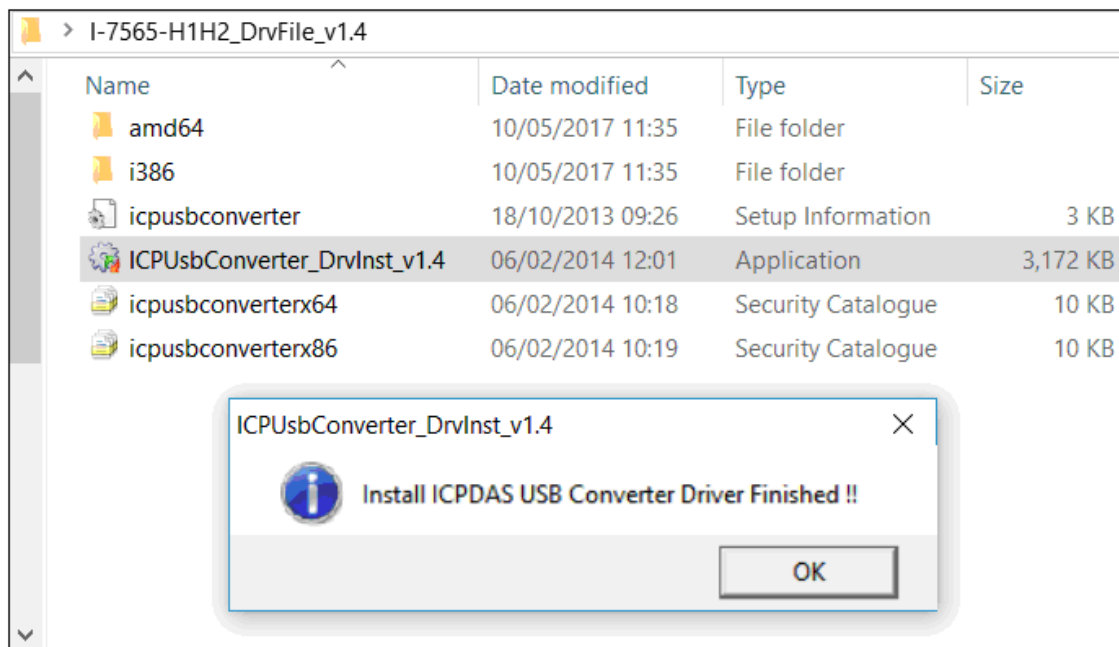 I-7565-H1H2_DrvFile_v1.4
Name Date modified Type Size
amd64 10/05/2017 11:35 File folder
i386 10/05/2017 11:35 File folder
icpusbconverter 18/10/2013 09:26 Setup Information 3 KB
ICPUsbConverter_DrvInst_v1.4 06/02/2014 12:01 Application 3,172 KB
icpusbconverterx64 06/02/2014 10:18 Security Catalogue 10 KB
icpusbconverterx86 06/02/2014 10:19 Security Catalogue 10 KB
ICPUsbConverter_DrvInst_v1.4
Install ICPDAS USB Converter Driver Finished !!
OK